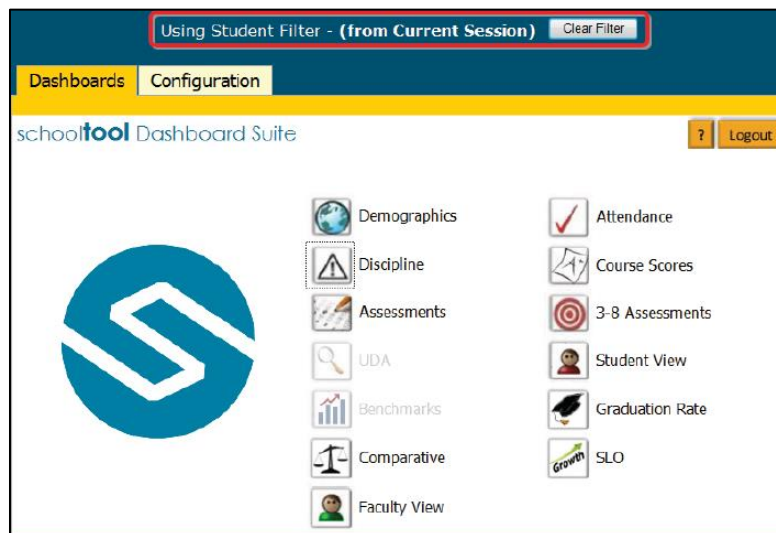 Using Student Filter - (from Current Session) Clear Filter
Dashboards Configuration
schooltool Dashboard Suite
? Logout
Demographics
Discipline
Assessments
UDA
Benchmarks
Comparative
Faculty View
Attendance
A+
Course Scores
3-8 Assessments
Student View
Graduation Rate
Growth
SLO